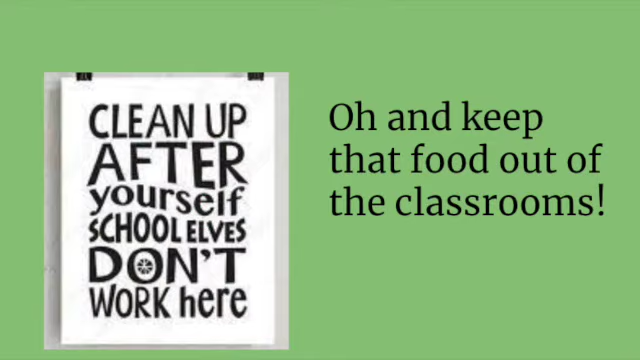 CLEAN UP
AFTER
yourself
SCHOOL ELVES
DON'T
WORK here
Oh and keep
that food out of
the classrooms!